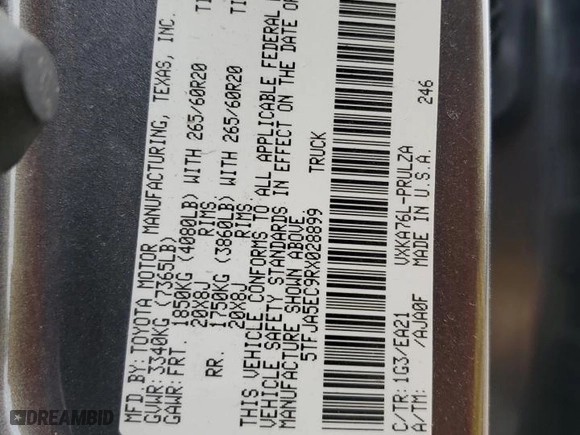 MFD BY: TOYOTA MOTOR MANUFACTURING, TEXAS, INC.
GVWR: 3340KG (7365LB)
GAWR: FRT. 1850KG (4080LB) WITH 265/60R20 TI
20X8J RIMS
RR. 1750KG (3860LB) WITH 265/60R20 TI
20X8J RIMS
THIS VEHICLE CONFORMS TO ALL APPLICABLE FEDERAL
VEHICLE SAFETY STANDARDS IN EFFECT ON THE DATE OF
MANUFACTURE SHOWN ABOVE.
5TFJA5EC9RX028899 TRUCK
C/TR: 1G3/EA21 VXKA76L-PRULZA 246
A/TM: /AJA0F MADE IN U.S.A.
DREAMBID